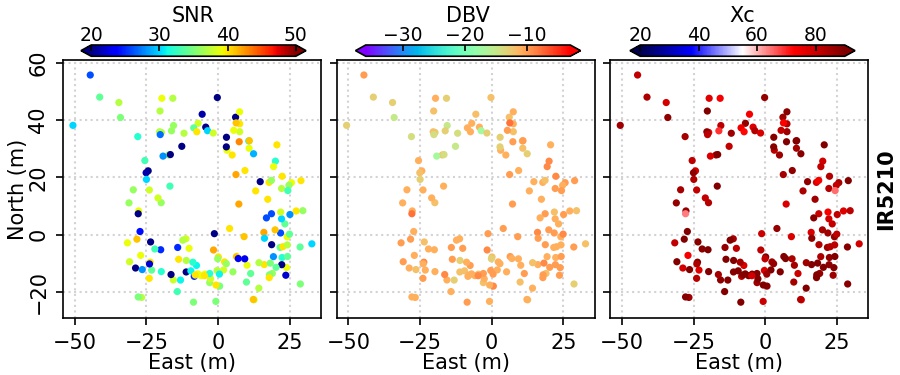 SNR DBV Xc
20 30 40 50 −30 −20 −10 20 40 60 80
60
40
20
0
−20
North (m)
−50 −25 0 25 −50 −25 0 25 −50 −25 0 25
East (m) East (m) East (m)
IR5210